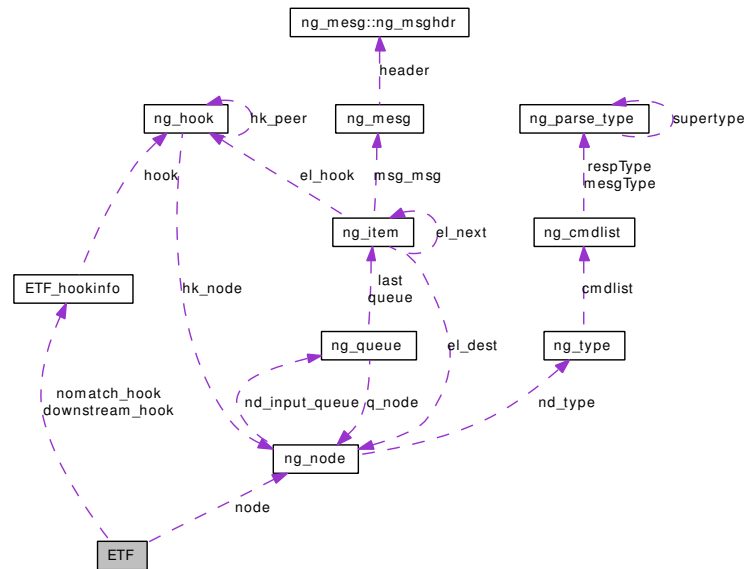 ng_mesg::ng_msghdr
header
ng_hook
hk_peer
ng_mesg
ng_parse_type
supertype
hook
el_hook
msg_msg
respType
mesgType
ng_item
el_next
ng_cmdlist
ETF_hookinfo
hk_node
last
queue
cmdlist
ng_queue
el_dest
ng_type
nomatch_hook
downstream_hook
nd_input_queue
q_node
nd_type
ng_node
node
ETF